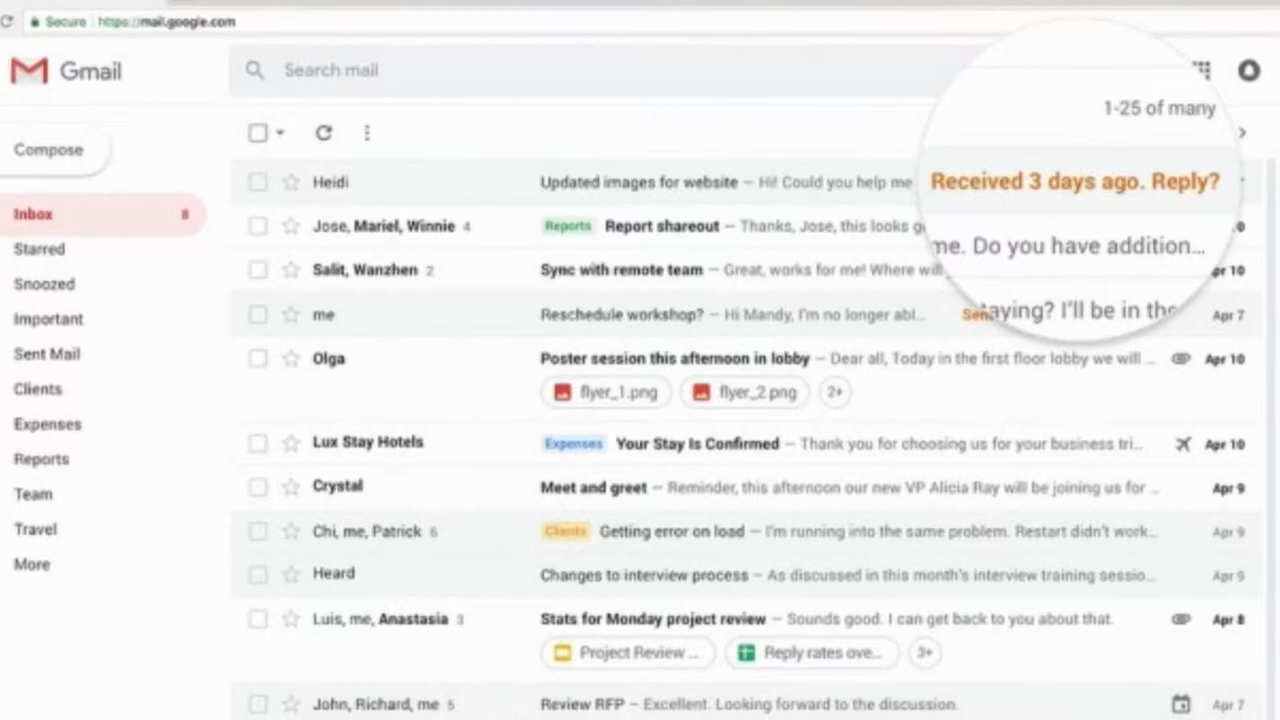 Secure https://mail.google.com
Gmail
Search mail
1-25 of many
Compose
Heidi Updated images for website – Hi! Could you help me Received 3 days ago. Reply?
Inbox 8
Jose, Mariel, Winnie 4 Reports Report shareout – Thanks, Jose, this looks me. Do you have addition...
Starred
Salit, Wanzhen 2 Sync with remote team – Great, works for me! Where will Apr 10
Snoozed
me Reschedule workshop? – Hi Mandy, I'm no longer abl... taying? I'll be in the Apr 7
Important
Sent Mail
Olga Poster session this afternoon in lobby – Dear all, Today in the first floor lobby we will ... Apr 10
Clients
flyer_1.png flyer_2.png 2+
Expenses
Lux Stay Hotels Expenses Your Stay Is Confirmed – Thank you for choosing us for your business tri... Apr 10
Reports
Crystal Meet and greet – Reminder, this afternoon our new VP Alicia Ray will be joining us for ... Apr 9
Team
Chi, me, Patrick 6 Clients Getting error on load – I'm running into the same problem. Restart didn't work... Apr 9
Travel
More
Heard Changes to interview process – As discussed in this month's interview training sessio... Apr 9
Luis, me, Anastasia 3 Stats for Monday project review – Sounds good. I can get back to you about that. Apr 8
Project Review ... Reply rates ove... 3+
John, Richard, me 5 Review RFP – Excellent. Looking forward to the discussion. Apr 7